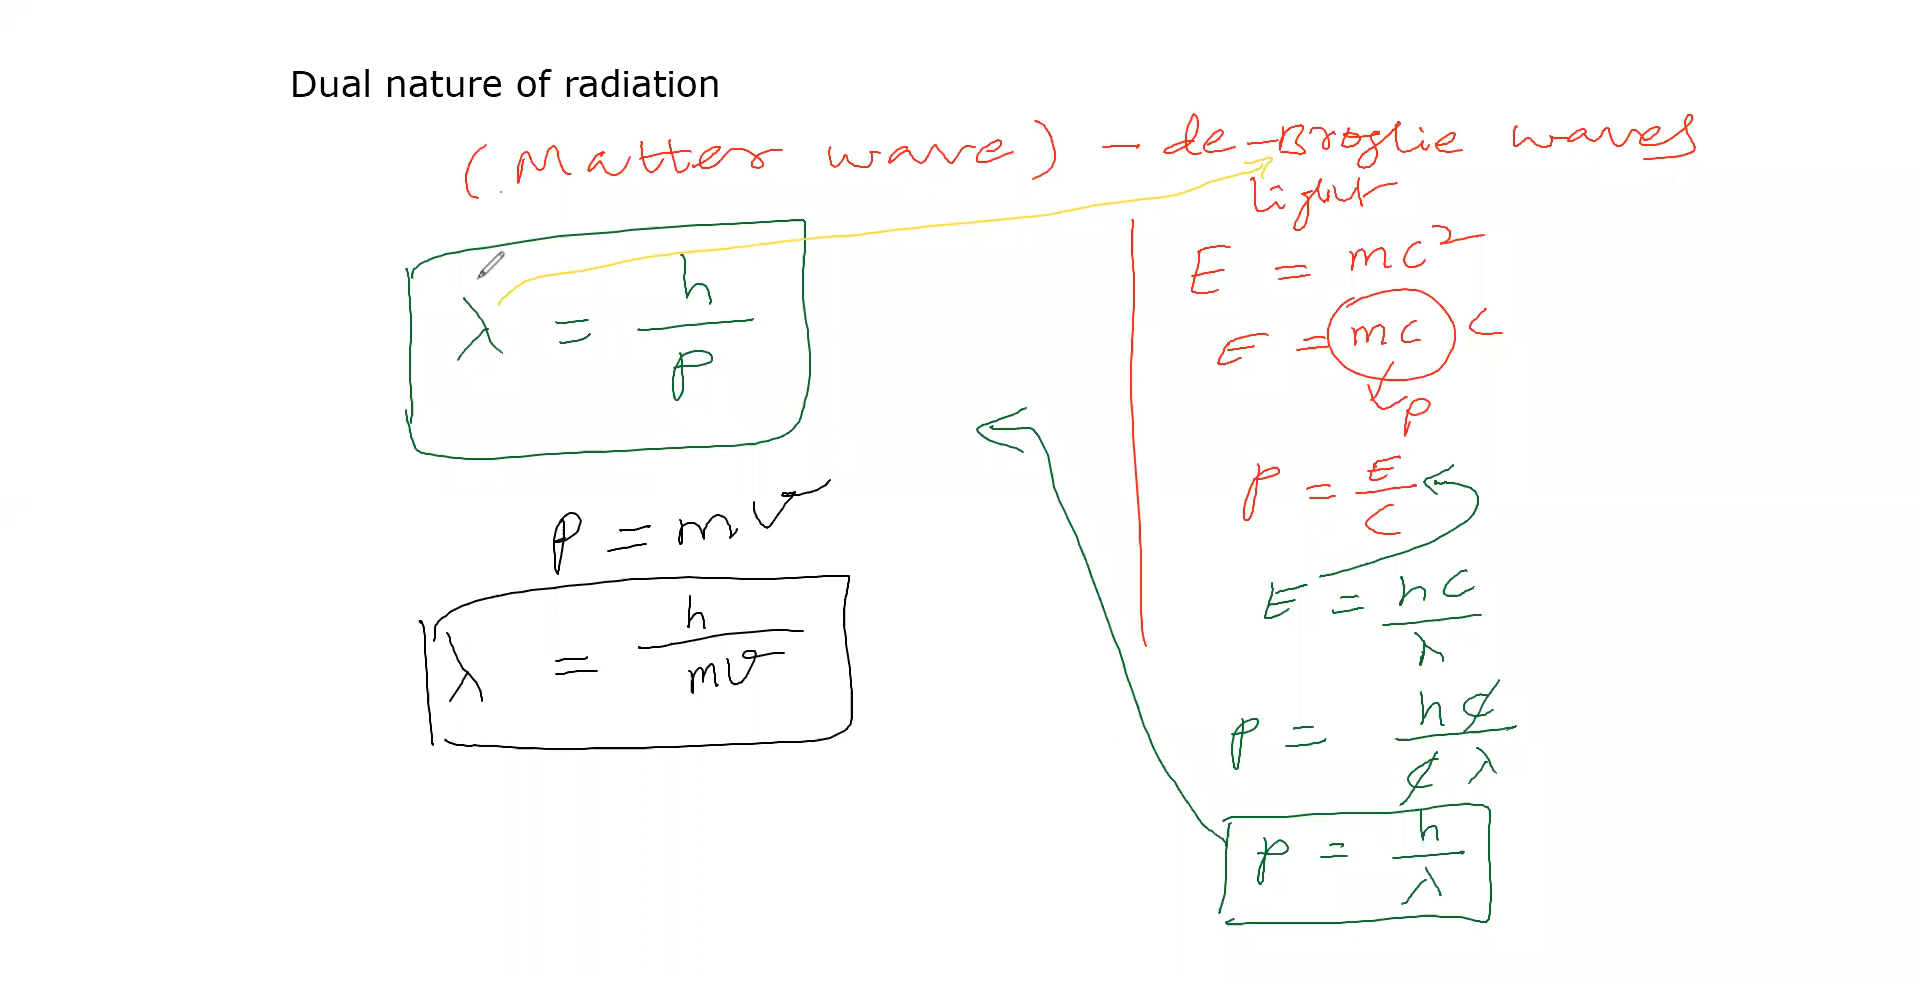 Dual nature of radiation
(Matter wave) - de-Broglie waves
λ = h/p
p = mv
λ = h/mv
light
E = mc²
E = mc c
p
p = E/c
E = hc/λ
p = hc/cλ
p = h/λ